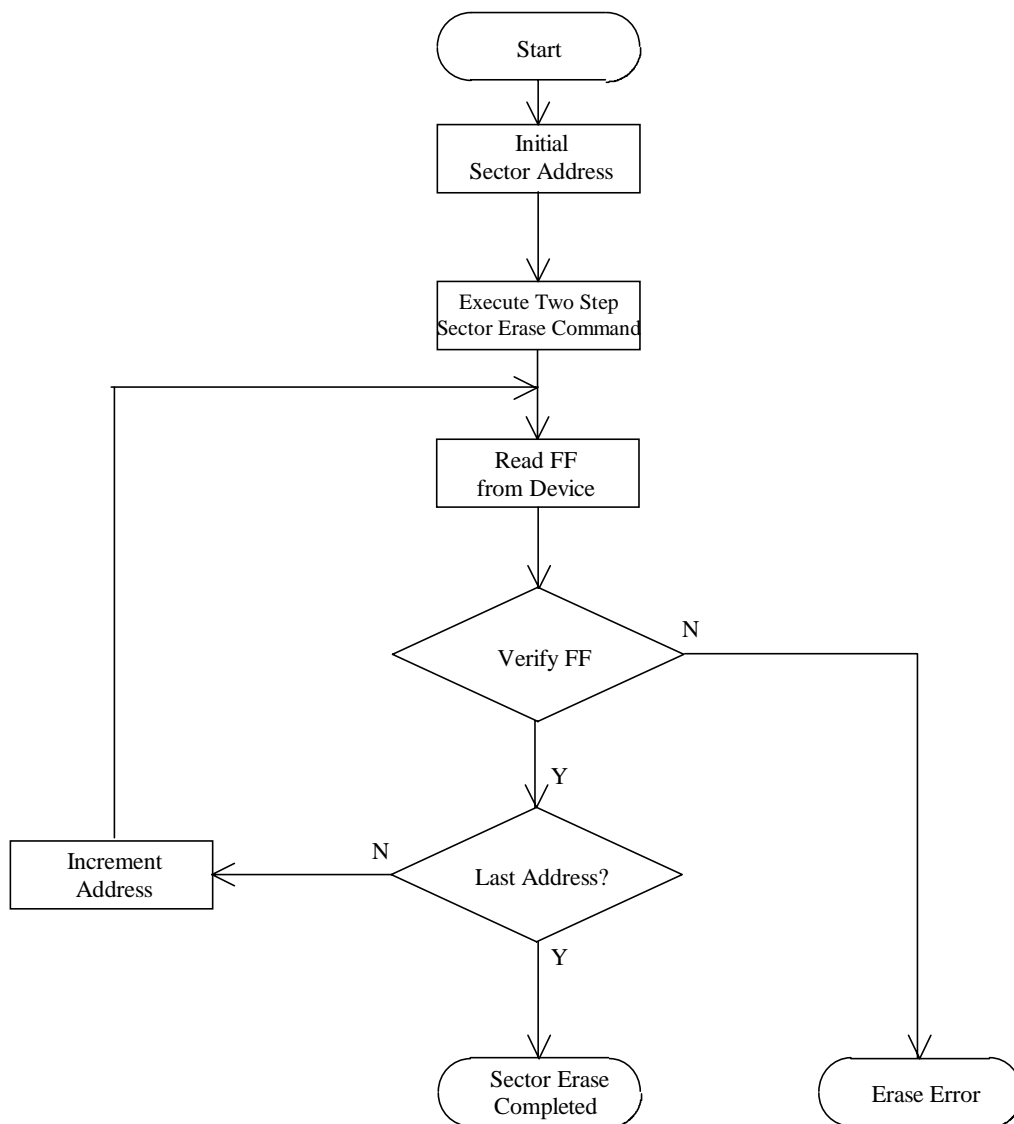 Start
Initial
Sector Address
Execute Two Step
Sector Erase Command
Read FF
from Device
Verify FF
N
Y
Last Address?
N
Increment
Address
Y
Sector Erase
Completed
Erase Error